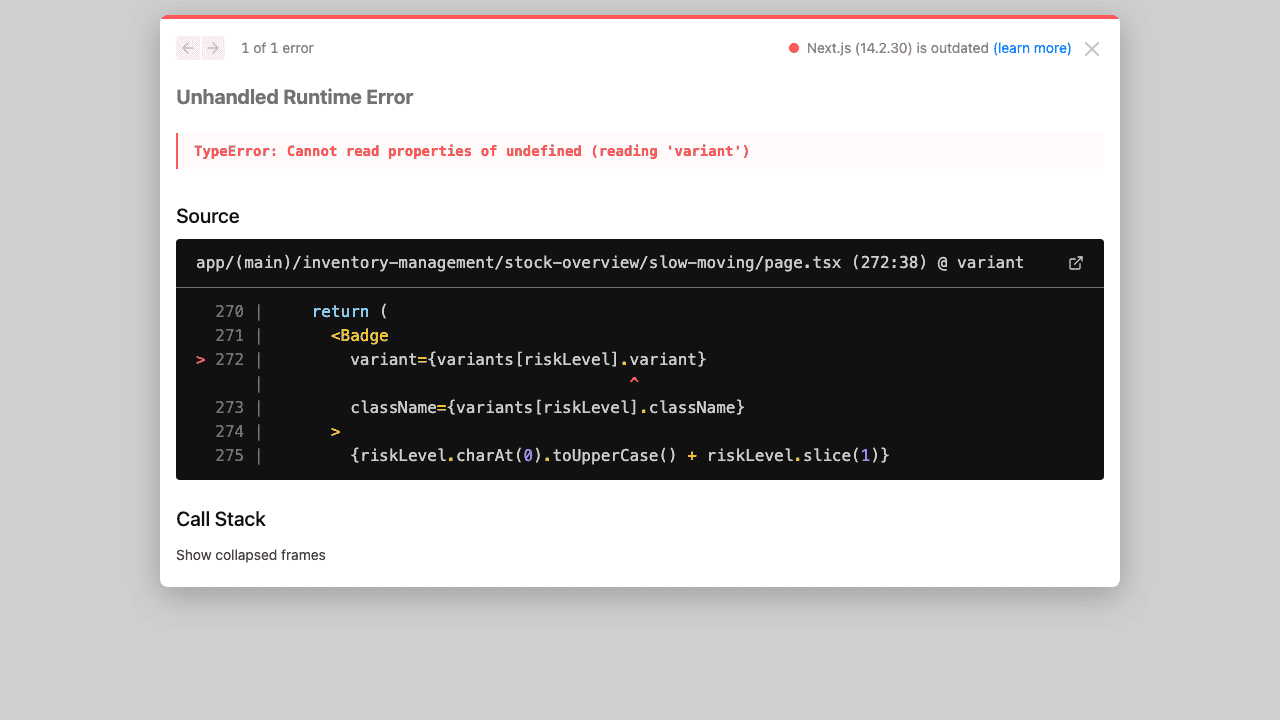 1 of 1 error
Next.js (14.2.30) is outdated (learn more)
Unhandled Runtime Error
TypeError: Cannot read properties of undefined (reading 'variant')
Source
app/(main)/inventory-management/stock-overview/slow-moving/page.tsx (272:38) @ variant
270 |     return (
271 |       <Badge
> 272 |         variant={variants[riskLevel].variant}
|                                      ^
273 |         className={variants[riskLevel].className}
274 |       >
275 |         {riskLevel.charAt(0).toUpperCase() + riskLevel.slice(1)}
Call Stack
Show collapsed frames